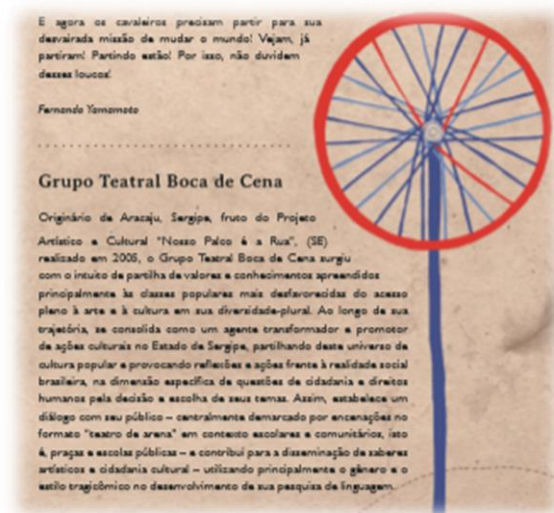 E agora os cavaleiros precisam partir para sua
desvairada missão de mudar o mundo! Vejam, já
partiram! Partindo estão! Por isso, não duvidem
desses loucos!
Fernando Yamamoto
Grupo Teatral Boca de Cena
Originário de Aracaju, Sergipe, fruto do Projeto
Artístico e Cultural "Nosso Palco é a Rua", (SE)
realizado em 2005, o Grupo Teatral Boca de Cena surgiu
com o intuito de partilha de valores e conhecimentos apreendidos
principalmente às classes populares mais desfavorecidas do acesso
pleno à arte e à cultura em sua diversidade-plural. Ao longo de sua
trajetória, se consolida como um agente transformador e promotor
de ações culturais no Estado de Sergipe, partilhando deste universo de
cultura popular e provocando reflexões e ações frente à realidade social
brasileira, na dimensão específica de questões de cidadania e direitos
humanos pela decisão e escolha de seus temas. Assim, estabelece um
diálogo com seu público – centralmente demarcado por encenações no
formato "teatro de arena" em contexto escolares e comunitários, isto
é, praças e escolas públicas – e contribui para a disseminação de saberes
artísticos e cidadania cultural – utilizando principalmente o gênero e o
estilo tragicômico no desenvolvimento de sua pesquisa de linguagem.